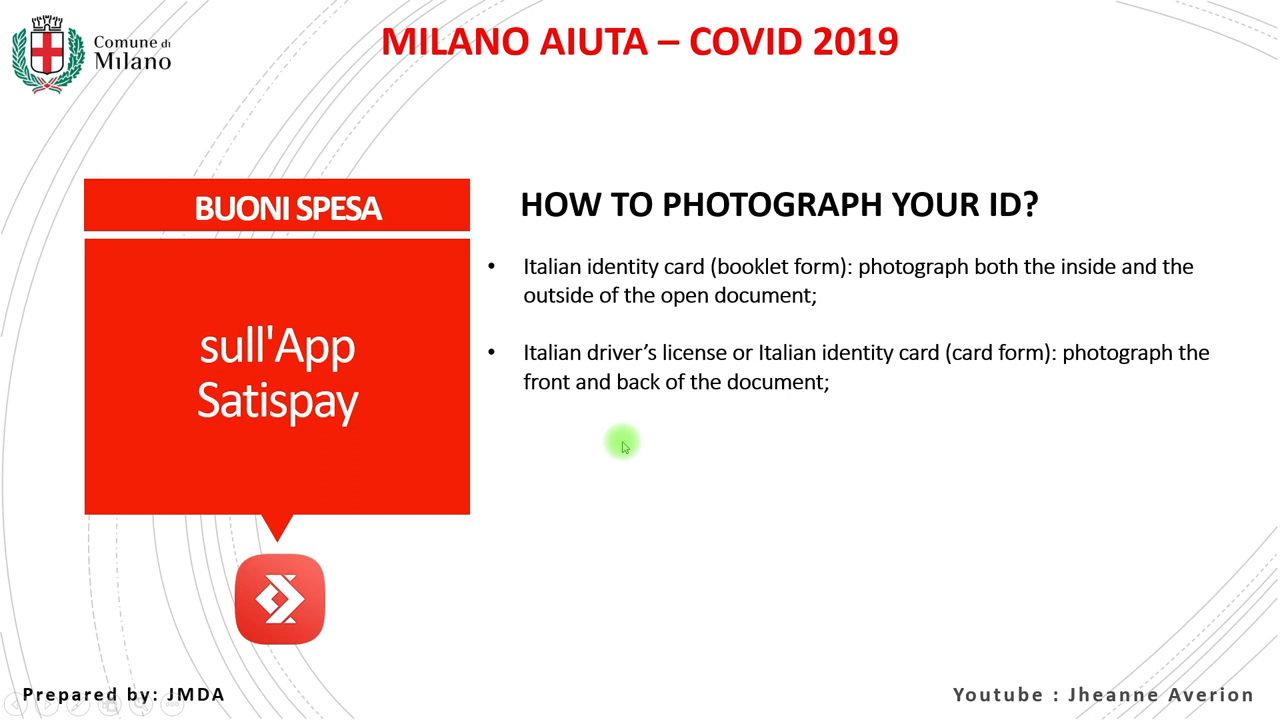 Comune di
Milano
MILANO AIUTA – COVID 2019
BUONI SPESA
sull'App
Satispay
HOW TO PHOTOGRAPH YOUR ID?
• Italian identity card (booklet form): photograph both the inside and the
outside of the open document;
• Italian driver’s license or Italian identity card (card form): photograph the
front and back of the document;
Prepared by: JMDA
Youtube : Jheanne Averion